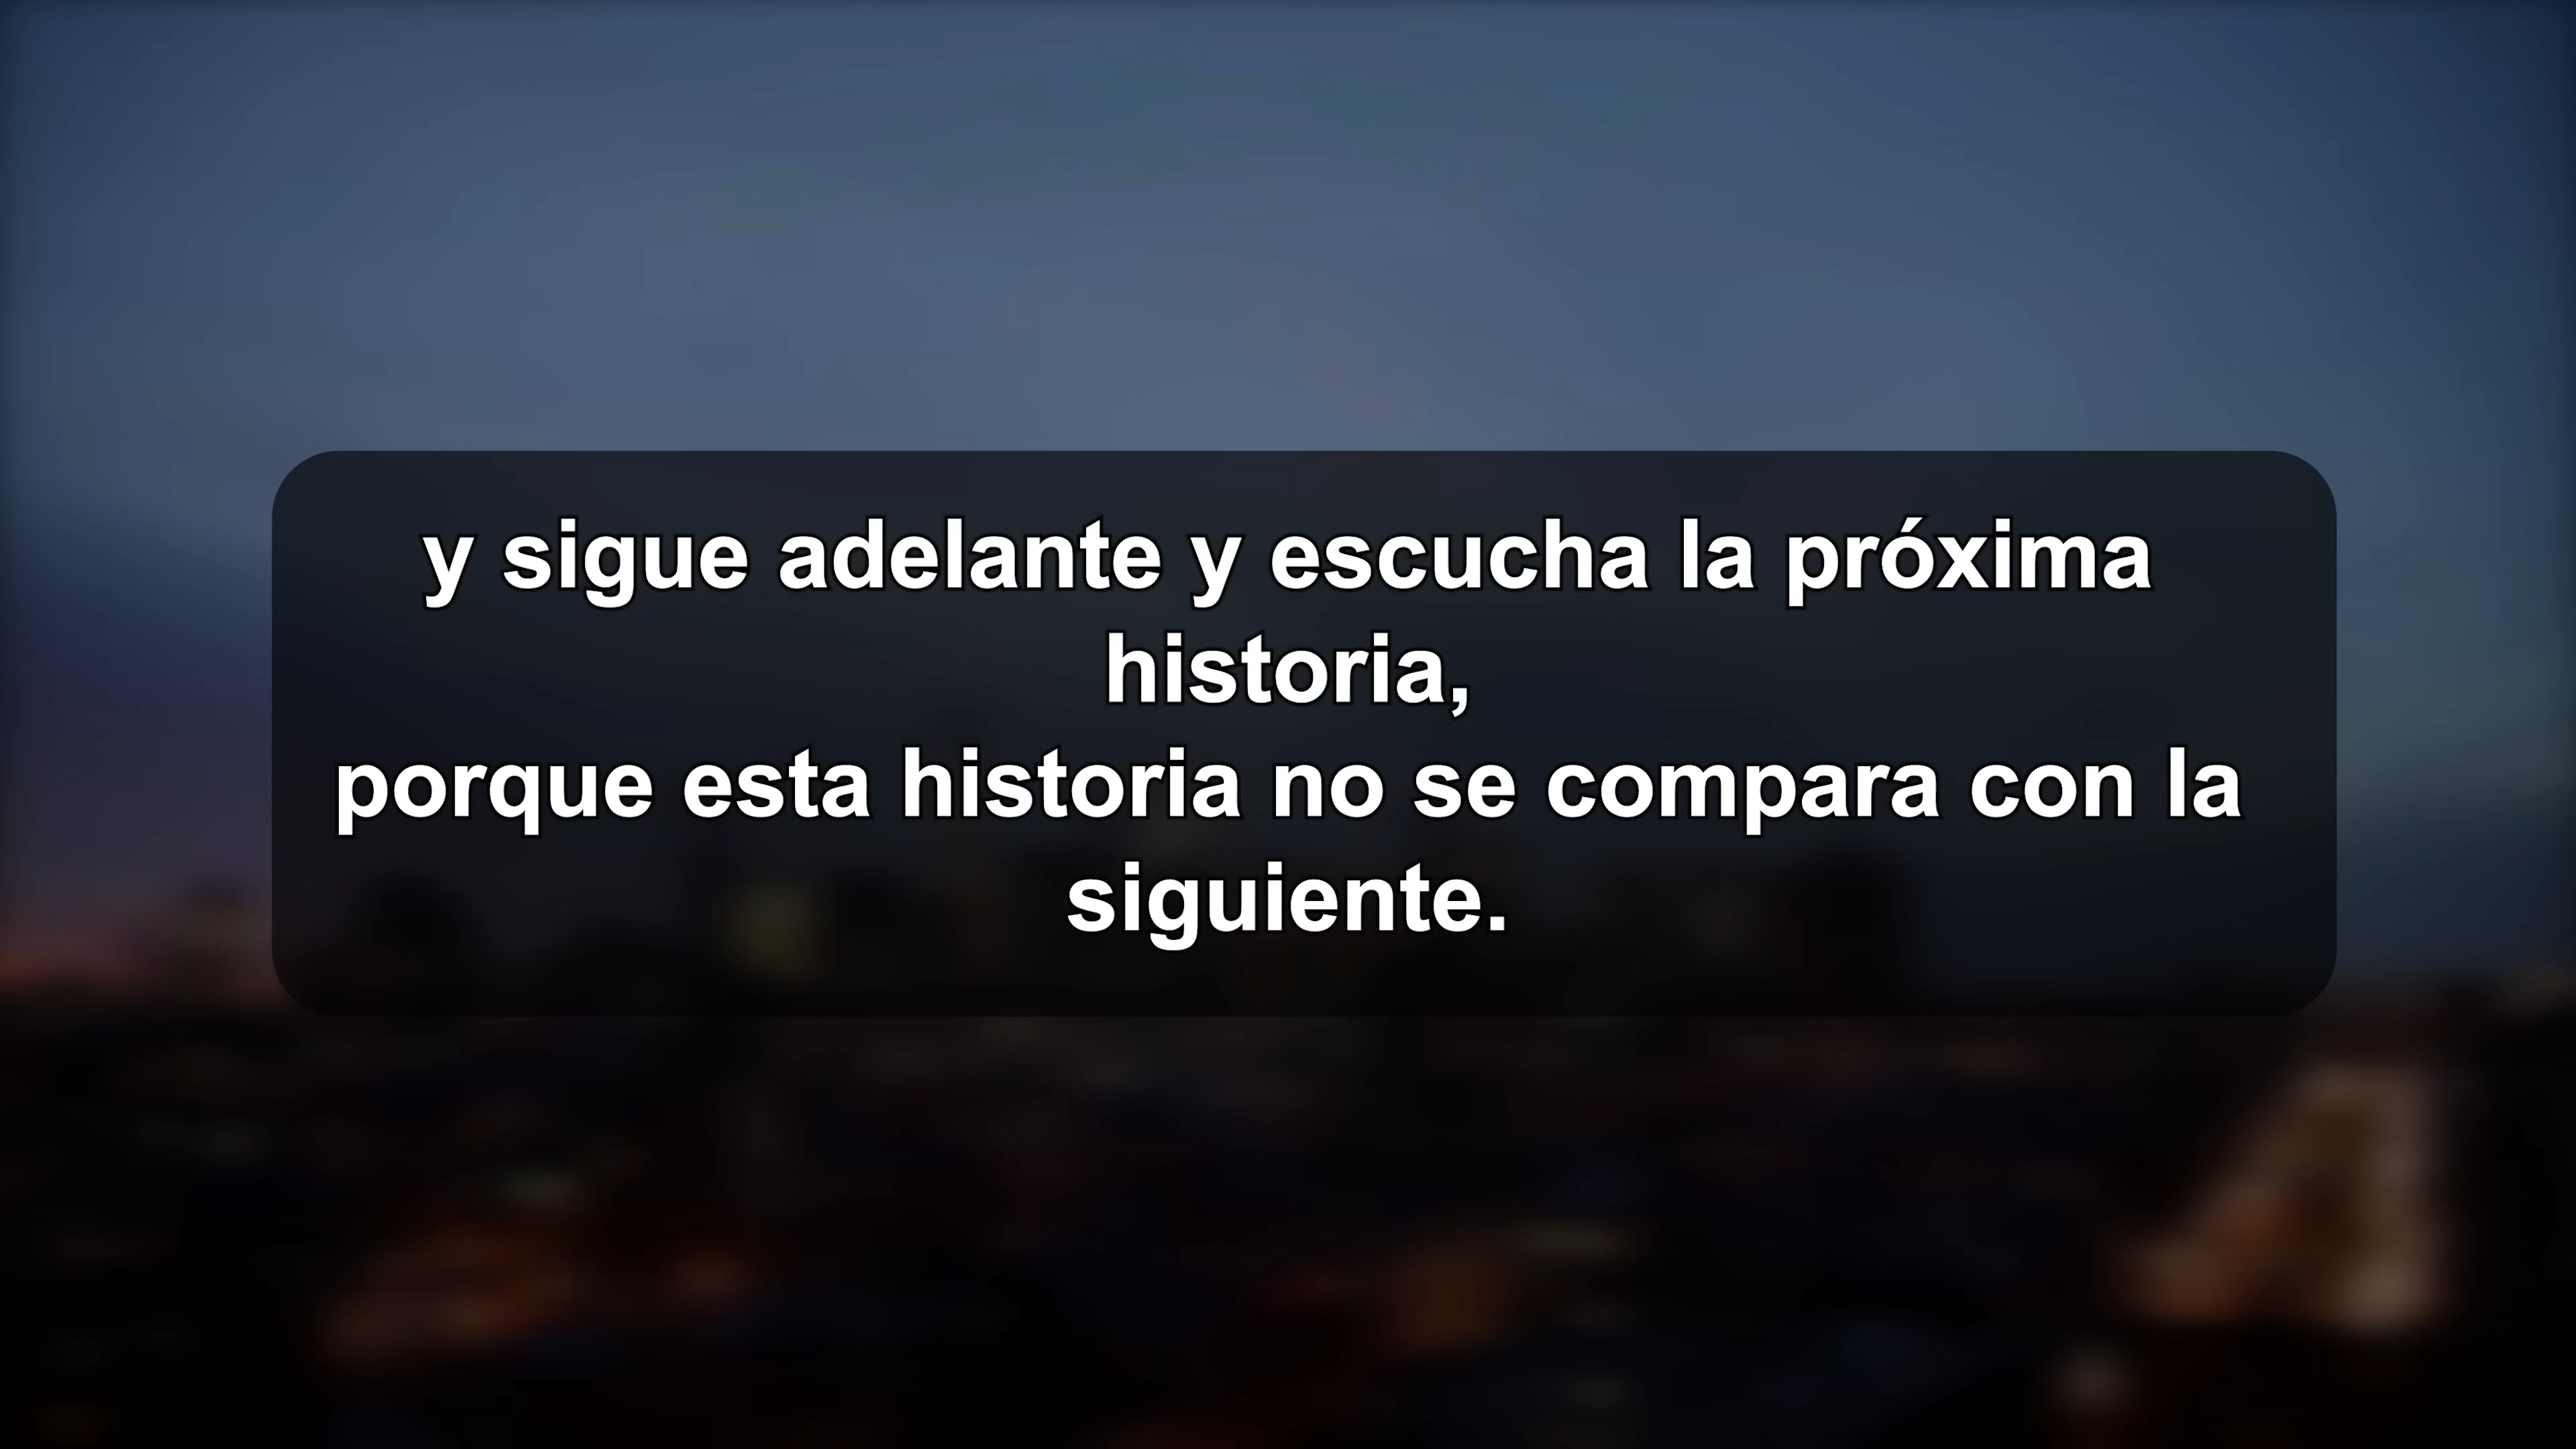 y sigue adelante y escucha la próxima
historia,
porque esta historia no se compara con la
siguiente.